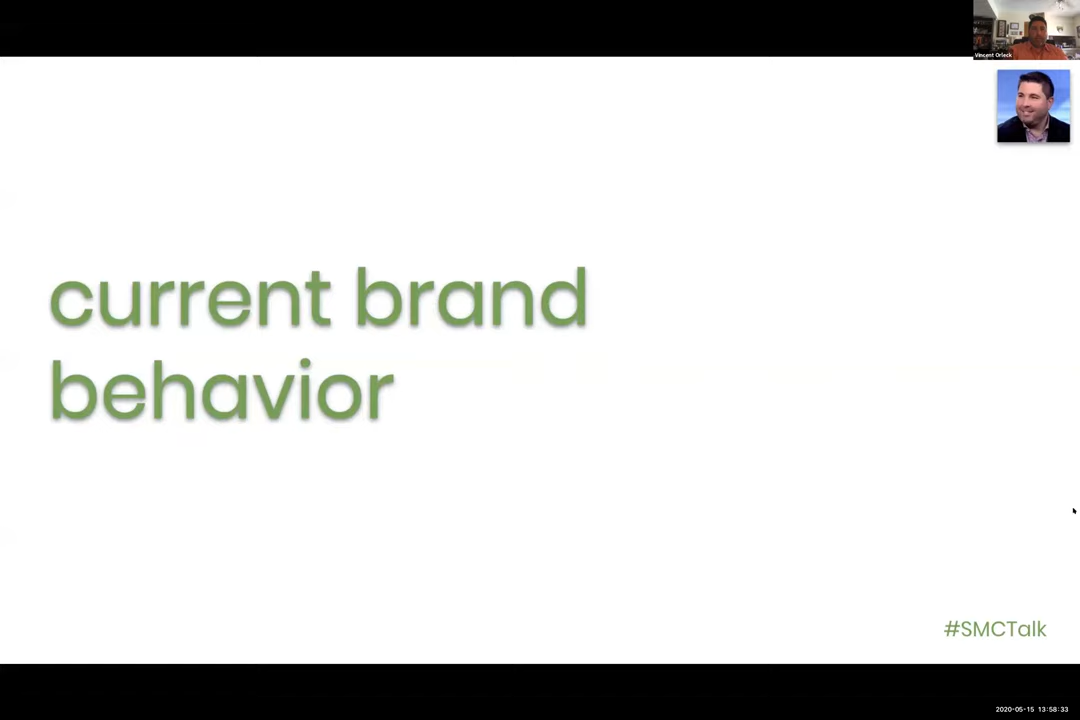 Vincent Orleck
current brand
behavior
#SMCTalk
2020-05-15 13:58:33